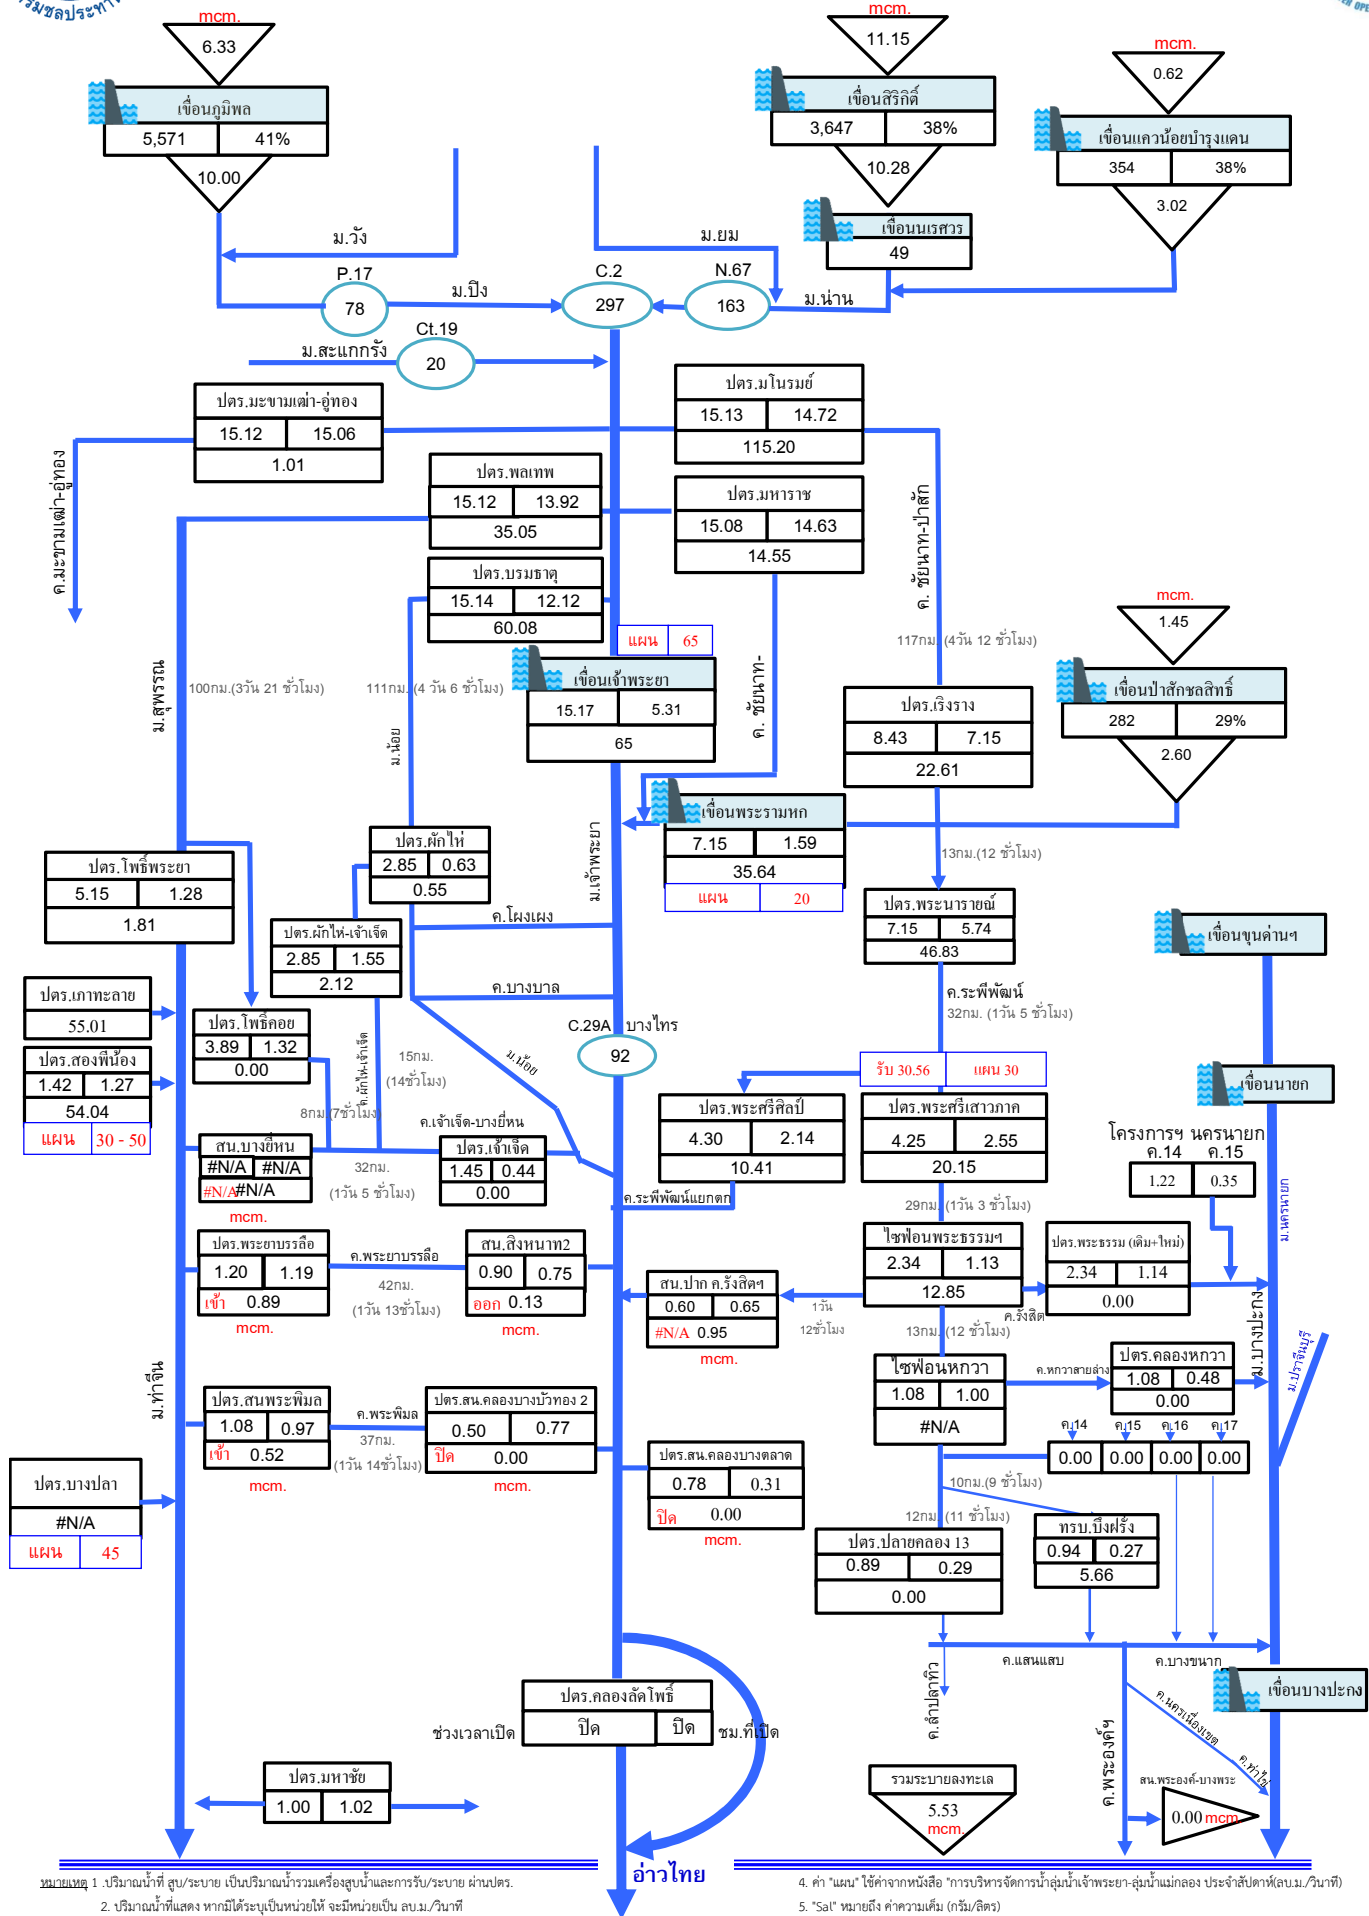 mcm.
6.33
เขื่อนภูมิพล
5,571 41%
10.00
mcm.
11.15
เขื่อนสิริกิติ์
3,647 38%
10.28
mcm.
0.62
เขื่อนแควน้อยบำรุงแดน
354 38%
3.02
เขื่อนนเรศวร
49
ม.วัง
ม.ยม
P.17
78
ม.ปิง
C.2
297
N.67
163
ม.น่าน
Ct.19
ม.สะแกกรัง
20
ปตร.มะขามเฒ่า-อู่ทอง
15.12 15.06
1.01
ปตร.มโนรมย์
15.13 14.72
115.20
ปตร.พลเทพ
15.12 13.92
35.05
ปตร.มหาราช
15.08 14.63
14.55
ค.มะขามเฒ่า-อู่ทอง
ค. ชัยนาท-ป่าสัก
ปตร.บรมธาตุ
15.14 12.12
60.08
แผน 65
เขื่อนเจ้าพระยา
15.17 5.31
65
ค. ชัยนาท-
117กม. (4วัน 12 ชั่วโมง)
mcm.
1.45
เขื่อนป่าสักชลสิทธิ์
282 29%
2.60
ม.สุพรรณ
100กม.(3วัน 21 ชั่วโมง)
111กม.(4 วัน 6 ชั่วโมง)
ม.น้อย
ปตร.เริงราง
8.43 7.15
22.61
เขื่อนพระรามหก
7.15 1.59
35.64
แผน 20
ม.เจ้าพระยา
13กม.(12 ชั่วโมง)
ปตร.ผักไห่
2.85 0.63
0.55
ปตร.โพธิ์พระยา
5.15 1.28
1.81
ปตร.ผักไห่-เจ้าเจ็ด
2.85 1.55
2.12
ค.โผงเผง
ค.บางบาล
ปตร.พระนารายณ์
7.15 5.74
46.83
เขื่อนขุนด่านฯ
ปตร.เภาทะลาย
55.01
ปตร.สองพี่น้อง
1.42 1.27
54.04
แผน 30 - 50
ปตร.โพธิ์คอย
3.89 1.32
0.00
ค.ผักไห่-เจ้าเจ็ด
15กม.
(14ชั่วโมง)
8กม.(7ชั่วโมง)
ม.น้อย
C.29A บางไทร
92
ค.ระพีพัฒน์
32กม. (1วัน 5 ชั่วโมง)
รับ 30.56 แผน 30
เขื่อนนายก
ปตร.พระศรีศิลป์
4.30 2.14
10.41
ปตร.พระศรีเสาวภาค
4.25 2.55
20.15
โครงการฯ นครนายก
ค.14 ค.15
1.22 0.35
ม.นครนายก
สน.บางยี่หน
#N/A #N/A
#N/A #N/A
mcm.
ค.เจ้าเจ็ด-บางยี่หน
32กม.
(1วัน 5 ชั่วโมง)
ปตร.เจ้าเจ็ด
1.45 0.44
0.00
ค.ระพีพัฒน์แยกตก
29กม. (1วัน 3 ชั่วโมง)
ปตร.พระยาบรรลือ
1.20 1.19
เข้า 0.89
mcm.
ค.พระยาบรรลือ
42กม.
(1วัน 13ชั่วโมง)
สน.สิงหนาท2
0.90 0.75
ออก 0.13
mcm.
สน.ปาก ค.รังสิตฯ
0.60 0.65
#N/A 0.95
mcm.
1วัน
12ชั่วโมง
ไซฟ่อนพระธรรมฯ
2.34 1.13
12.85
ค.รังสิต
13กม. (12 ชั่วโมง)
ปตร.พระธรรม (เดิม+ใหม่)
2.34 1.14
0.00
ม.บางปะกง
ม.ปราจีนบุรี
ม.ท่าจีน
ปตร.สนพระพิมล
1.08 0.97
เข้า 0.52
mcm.
ค.พระพิมล
37กม.
(1วัน 14ชั่วโมง)
ปตร.สน.คลองบางบัวทอง 2
0.50 0.77
ปิด 0.00
mcm.
ไซฟ่อนหกวา
1.08 1.00
#N/A
ค.หกวาสายล่าง
ปตร.คลองหกวา
1.08 0.48
0.00
ค.14 ค.15 ค.16 ค.17
0.00 0.00 0.00 0.00
ปตร.บางปลา
#N/A
แผน 45
ปตร.สน.คลองบางตลาด
0.78 0.31
ปิด 0.00
mcm.
10กม.(9 ชั่วโมง)
12กม. (11 ชั่วโมง)
ปตร.ปลายคลอง 13
0.89 0.29
0.00
ทรบ.บึงฝรั่ง
0.94 0.27
5.66
ค.แสนแสบ
ค.บางขนาก
ค.ลำปลาทิว
ค.พระองค์ฯ
ค.นครเนื่องเขต
ค.ท่าไข่
เขื่อนบางปะกง
ปตร.คลองลัดโพธิ์
ช่วงเวลาเปิด ปิด ปิด ชม.ที่เปิด
ปตร.มหาชัย
1.00 1.02
รวมระบายลงทะเล
5.53
mcm.
สน.พระองค์-บางพระ
0.00 mcm.
อ่าวไทย
หมายเหตุ 1 .ปริมาณน้ำที่ สูบ/ระบาย เป็นปริมาณน้ำรวมเครื่องสูบน้ำและการรับ/ระบาย ผ่านปตร.
2. ปริมาณน้ำที่แสดง หากมิได้ระบุเป็นหน่วยให้ จะมีหน่วยเป็น ลบ.ม./วินาที
4. ค่า "แผน" ใช้ค่าจากหนังสือ "การบริหารจัดการน้ำลุ่มน้ำเจ้าพระยา-ลุ่มน้ำแม่กลอง ประจำสัปดาห์(ลบ.ม./วินาที)
5. "Sal" หมายถึง ค่าความเค็ม (กรัม/ลิตร)